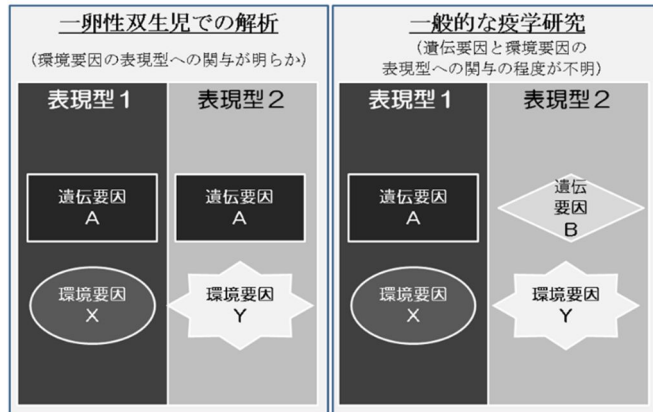 一卵性双生児での解析
(環境要因の表現型への関与が明らか)
表現型1
表現型2
遺伝要因
A
遺伝要因
A
環境要因
X
環境要因
Y
一般的な疫学研究
(遺伝要因と環境要因の
表現型への関与の程度が不明)
表現型1
表現型2
遺伝要因
A
遺伝
要因
B
環境要因
X
環境要因
Y